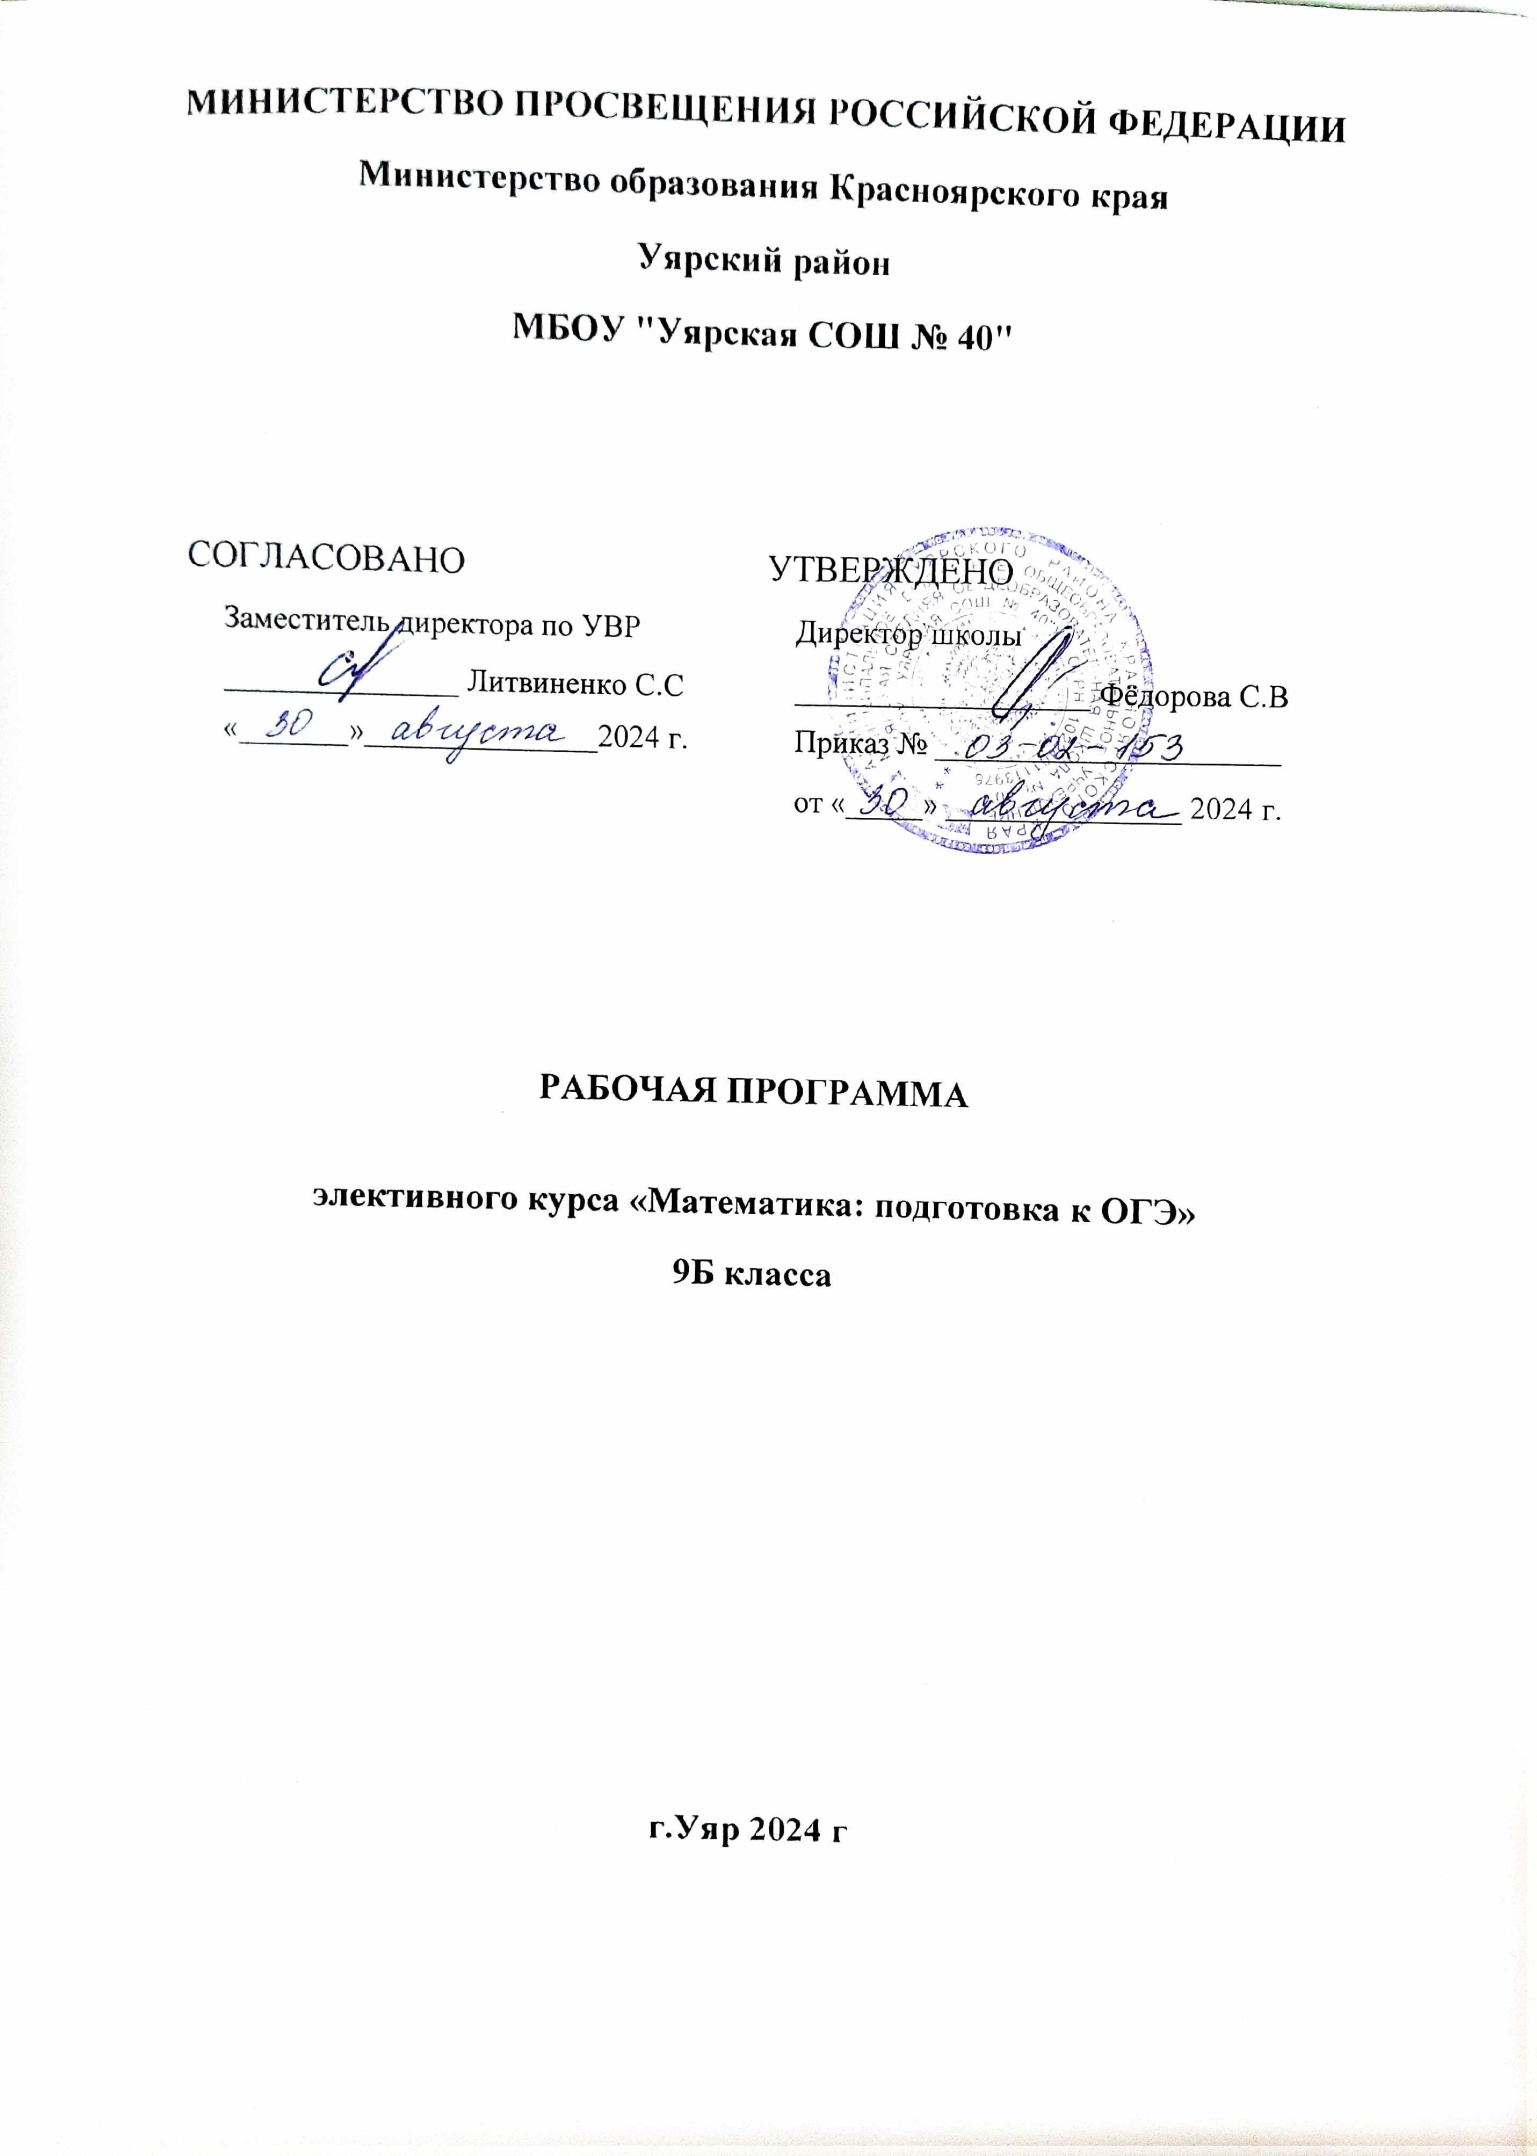 МИНИСТЕРСТВО ПРОСВЕЩЕНИЯ РОССИЙСКОЙ ФЕДЕРАЦИИ
Министерство образования Красноярского края
Уярский район
МБОУ "Уярская СОШ № 40"
СОГЛАСОВАНО
Заместитель директора по УВР
Литвиненко С.С
«30» августа 2024 г.
УТВЕРЖДЕНО
Директор школы
Фёдорова С.В
Приказ № 03-02-153
от «30» августа 2024 г.
РАБОЧАЯ ПРОГРАММА
элективного курса «Математика: подготовка к ОГЭ»
9Б класса
г.Уяр 2024 г